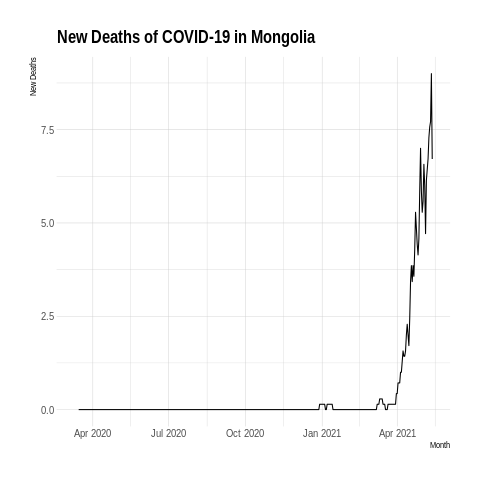 New Deaths of COVID-19 in Mongolia
New Deaths
7.5
5.0
2.5
0.0
Apr 2020 Jul 2020 Oct 2020 Jan 2021 Apr 2021
Month